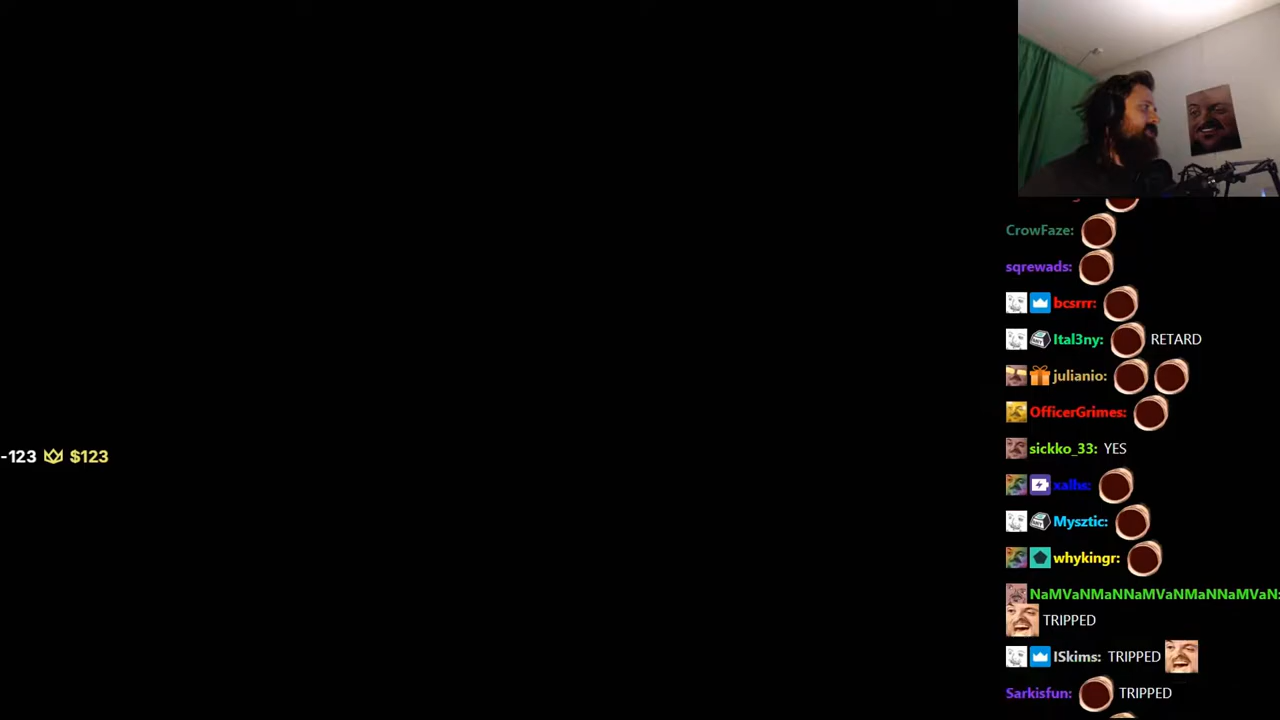 CrowFaze:
sqrewads:
bcsrrr:
Ital3ny: RETARD
julianio:
OfficerGrimes:
sickko_33: YES
-123 $123
xalhs:
Mysztic:
whykingr:
NaMVaNMaNNaMVaNMaNNaMVaN:
TRIPPED
ISkims: TRIPPED
Sarkisfun: TRIPPED